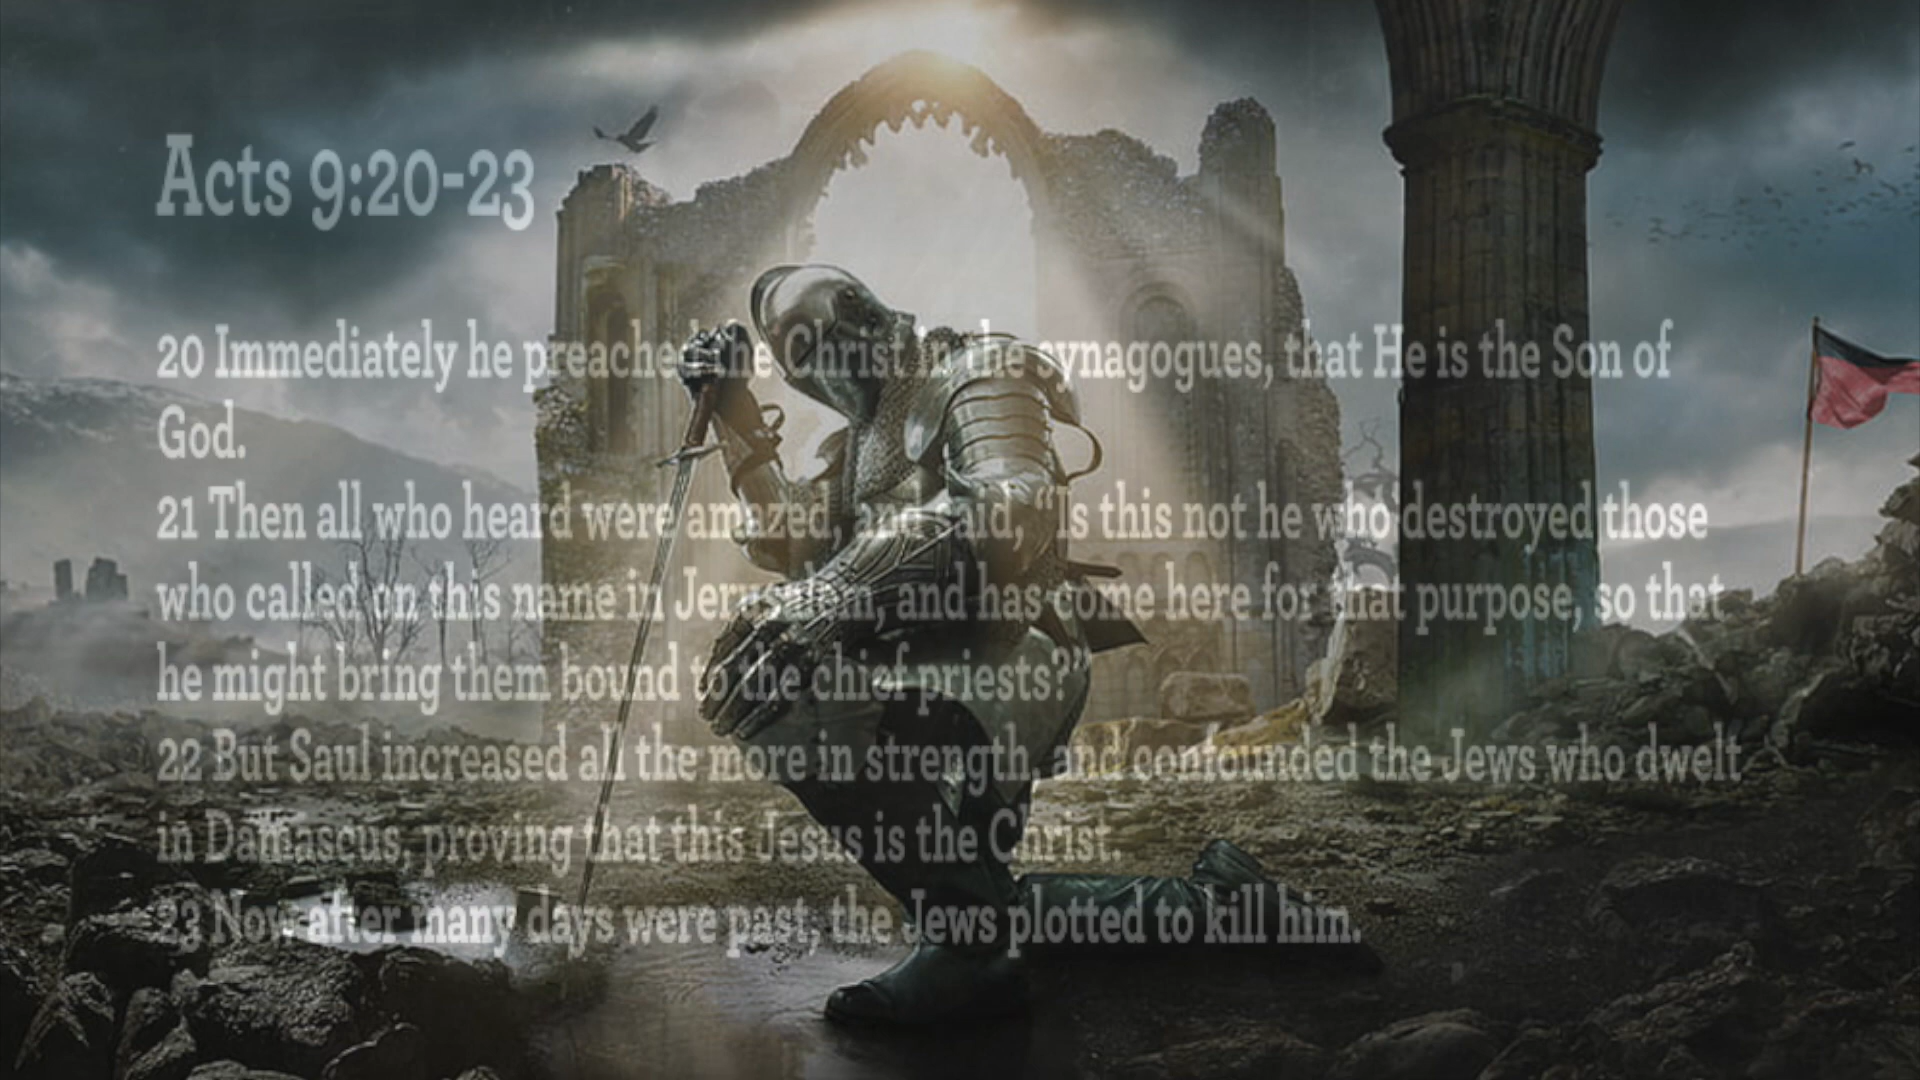 Acts 9:20-23
20 Immediately he preached the Christ in the synagogues, that He is the Son of
God.
21 Then all who heard were amazed, and said, “Is this not he who destroyed those
who called on this name in Jerusalem, and has come here for that purpose, so that
he might bring them bound to the chief priests?”
22 But Saul increased all the more in strength, and confounded the Jews who dwelt
in Damascus, proving that this Jesus is the Christ.
23 Now after many days were past, the Jews plotted to kill him.